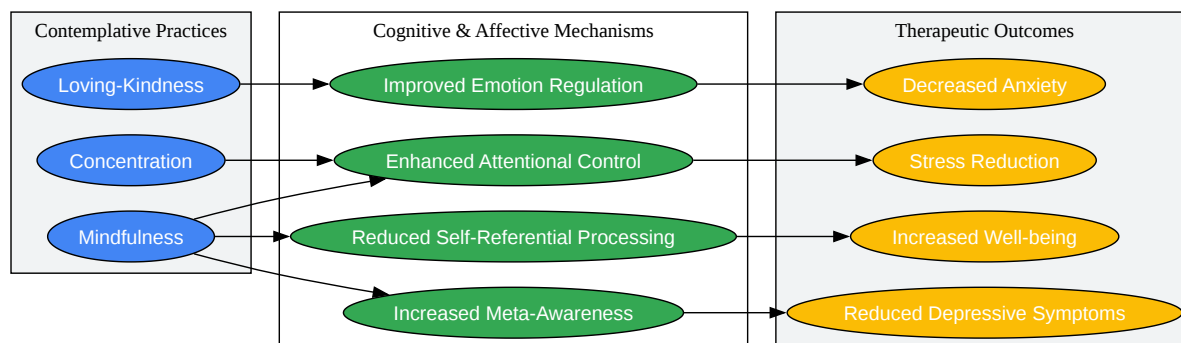 Contemplative Practices
Cognitive & Affective Mechanisms
Therapeutic Outcomes
Loving-Kindness
Improved Emotion Regulation
Decreased Anxiety
Concentration
Enhanced Attentional Control
Stress Reduction
Mindfulness
Reduced Self-Referential Processing
Increased Well-being
Increased Meta-Awareness
Reduced Depressive Symptoms